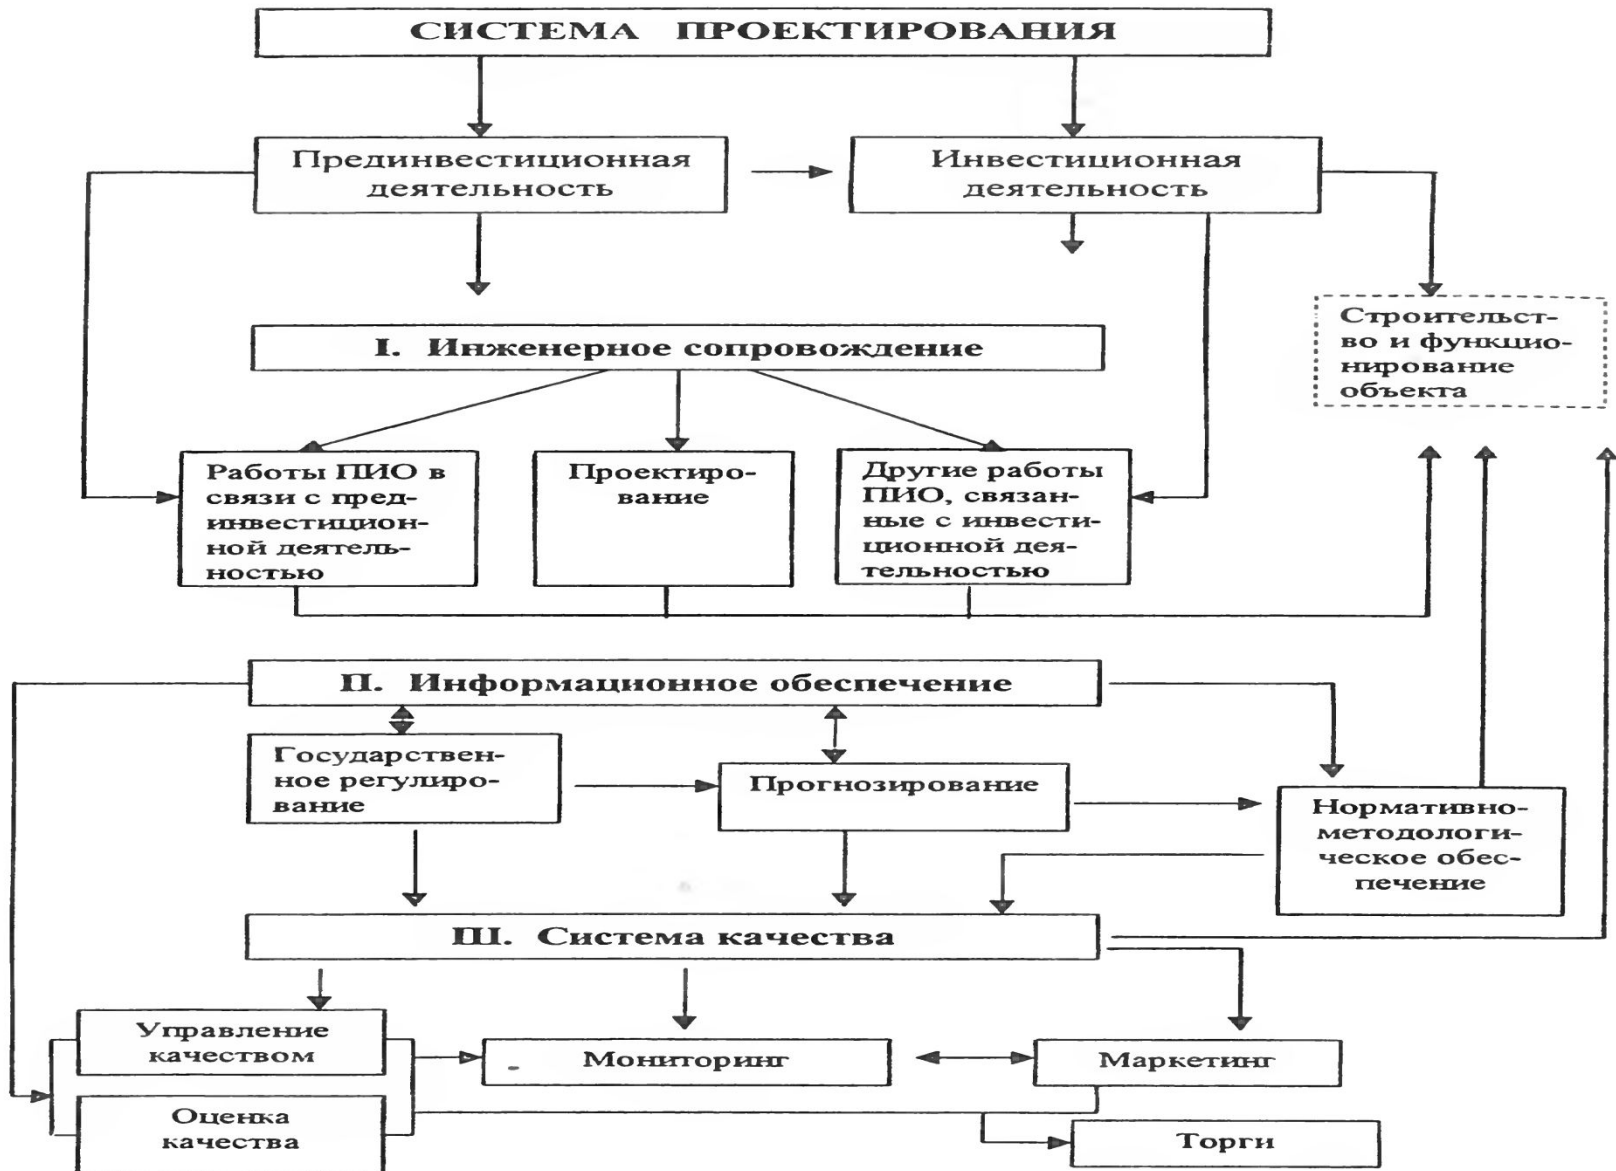 СИСТЕМА ПРОЕКТИРОВАНИЯ
Прединвестиционная
деятельность
Инвестиционная
деятельность
Строительст-
во и функцио-
нирование
объекта
I. Инженерное сопровождение
Работы ПИО в
связи с пред-
инвестицион-
ной деятель-
ностью
Проектиро-
вание
Другие работы
ПИО, связан-
ные с инвести-
ционной дея-
тельностью
П. Информационное обеспечение
Государствен-
ное регулиро-
вание
Прогнозирование
Нормативно-
методологи-
ческое обес-
печение
Ш. Система качества
Управление
качеством
Мониторинг
Маркетинг
Оценка
качества
Торги